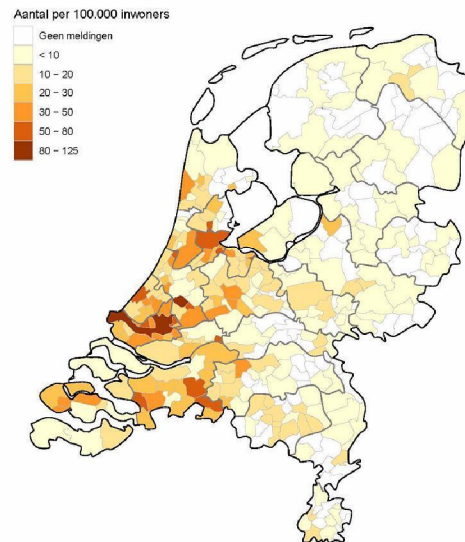 Aantal per 100.000 inwoners
Geen meldingen
< 10
10 – 20
20 – 30
30 – 50
50 – 80
80 – 125